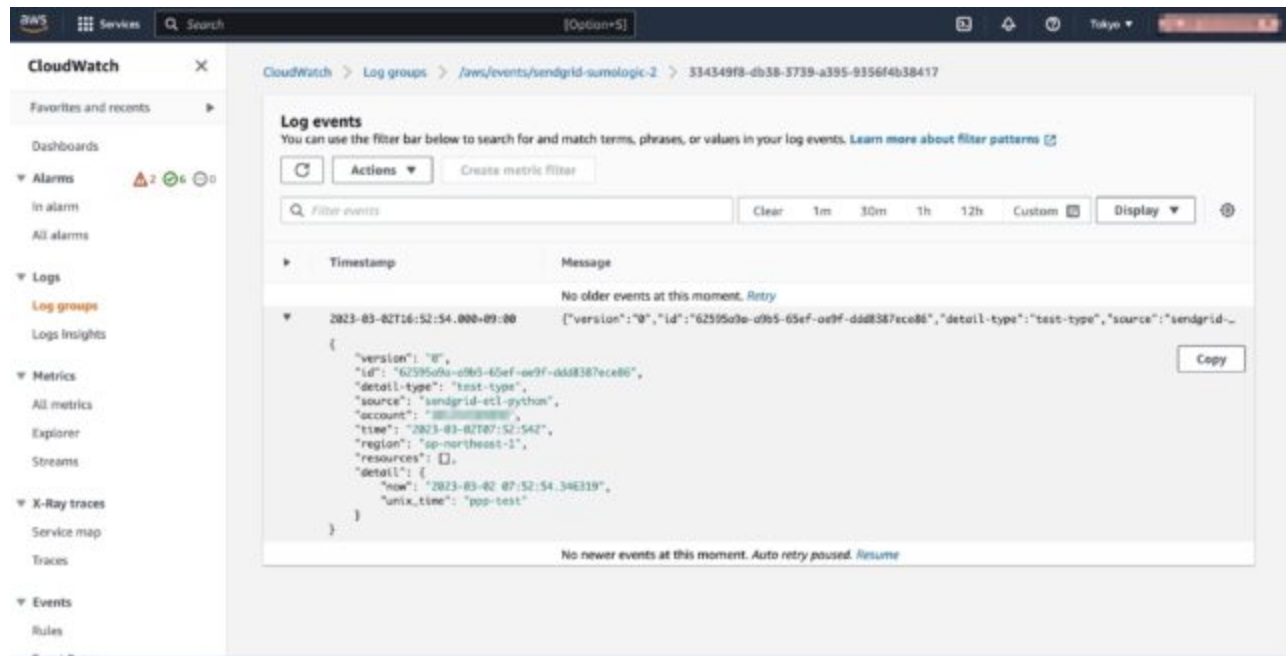 aws Services Search [Option+S] Tokyo
CloudWatch
Favorites and recents
Dashboards
Alarms 2 6 0
In alarm
All alarms
Logs
Log groups
Logs Insights
Metrics
All metrics
Explorer
Streams
X-Ray traces
Service map
Traces
Events
Rules
CloudWatch > Log groups > /aws/events/sendgrid-sumologic-2 > 334349f8-db38-3739-a395-9356f4b38417
Log events
You can use the filter bar below to search for and match terms, phrases, or values in your log events. Learn more about filter patterns
Actions Create metric filter
Filter events Clear 1m 30m 1h 12h Custom Display
Timestamp Message
No older events at this moment. Retry
2023-03-02T16:52:54.000+09:00 {"version":"0","id":"62595a9a-a9b5-65ef-ae9f-ddd8387ece86","detail-type":"test-type","source":"sendgrid-…
Copy
{
"version": "0",
"id": "62595a9a-a9b5-65ef-ae9f-ddd8387ece86",
"detail-type": "test-type",
"source": "sendgrid-etl-python",
"account": "
"time": "2023-03-02T07:52:54Z",
"region": "ap-northeast-1",
"resources": [],
"detail": {
"now": "2023-03-02 07:52:54.346319",
"unix_time": "ppp-test"
}
}
No newer events at this moment. Auto retry paused. Resume